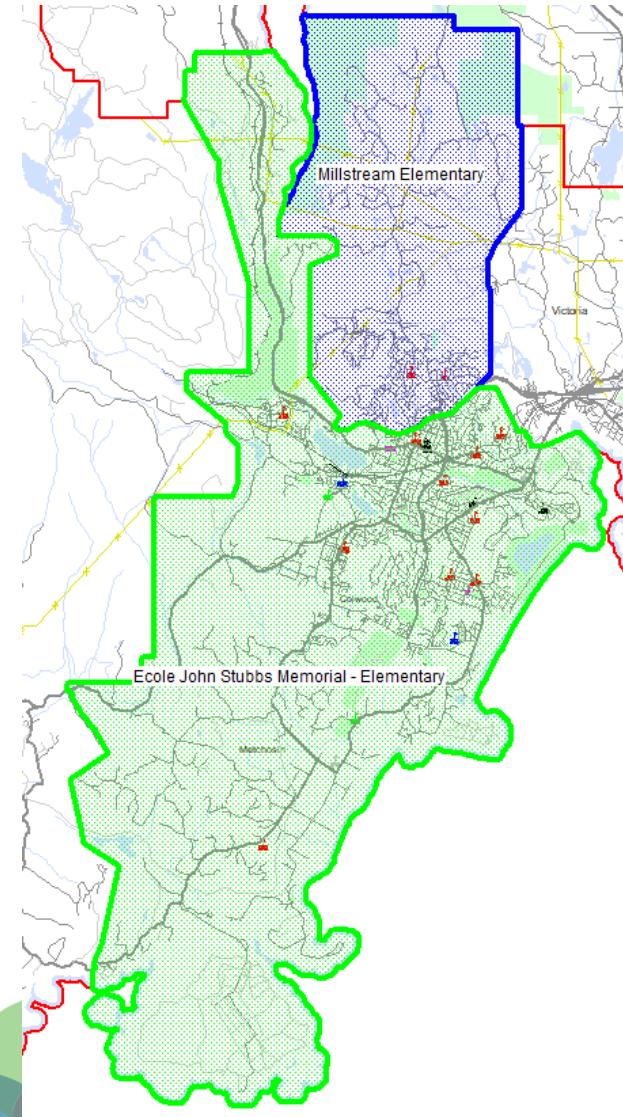 Millstream Elementary
Victoria
Colwood
Ecole John Stubbs Memorial - Elementary
Metchosin